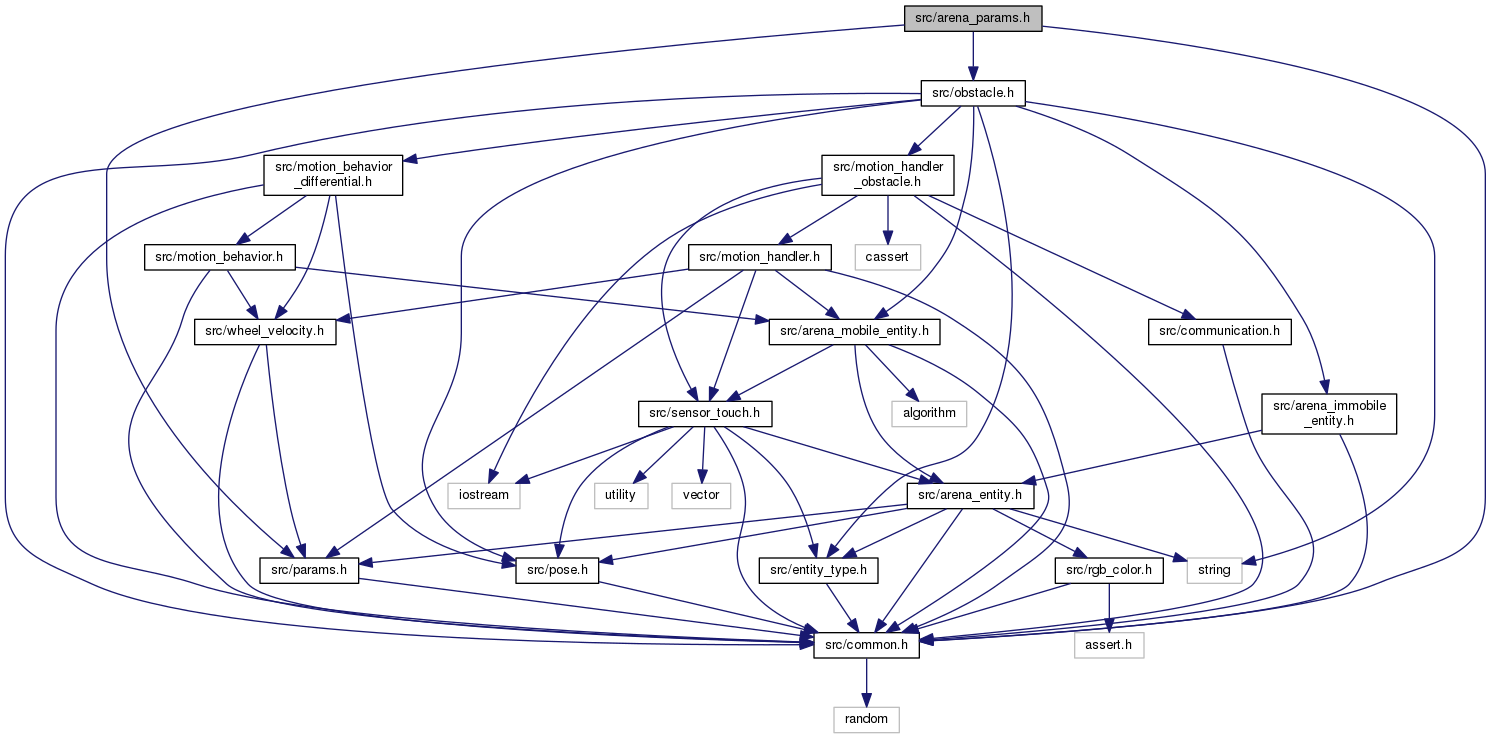 src/arena_params.h
src/obstacle.h
src/motion_behavior
_differential.h
src/motion_handler
_obstacle.h
src/motion_behavior.h
src/motion_handler.h
cassert
src/wheel_velocity.h
src/arena_mobile_entity.h
src/communication.h
src/sensor_touch.h
algorithm
src/arena_immobile
_entity.h
iostream
utility
vector
src/arena_entity.h
src/params.h
src/pose.h
src/entity_type.h
src/rgb_color.h
string
src/common.h
assert.h
random